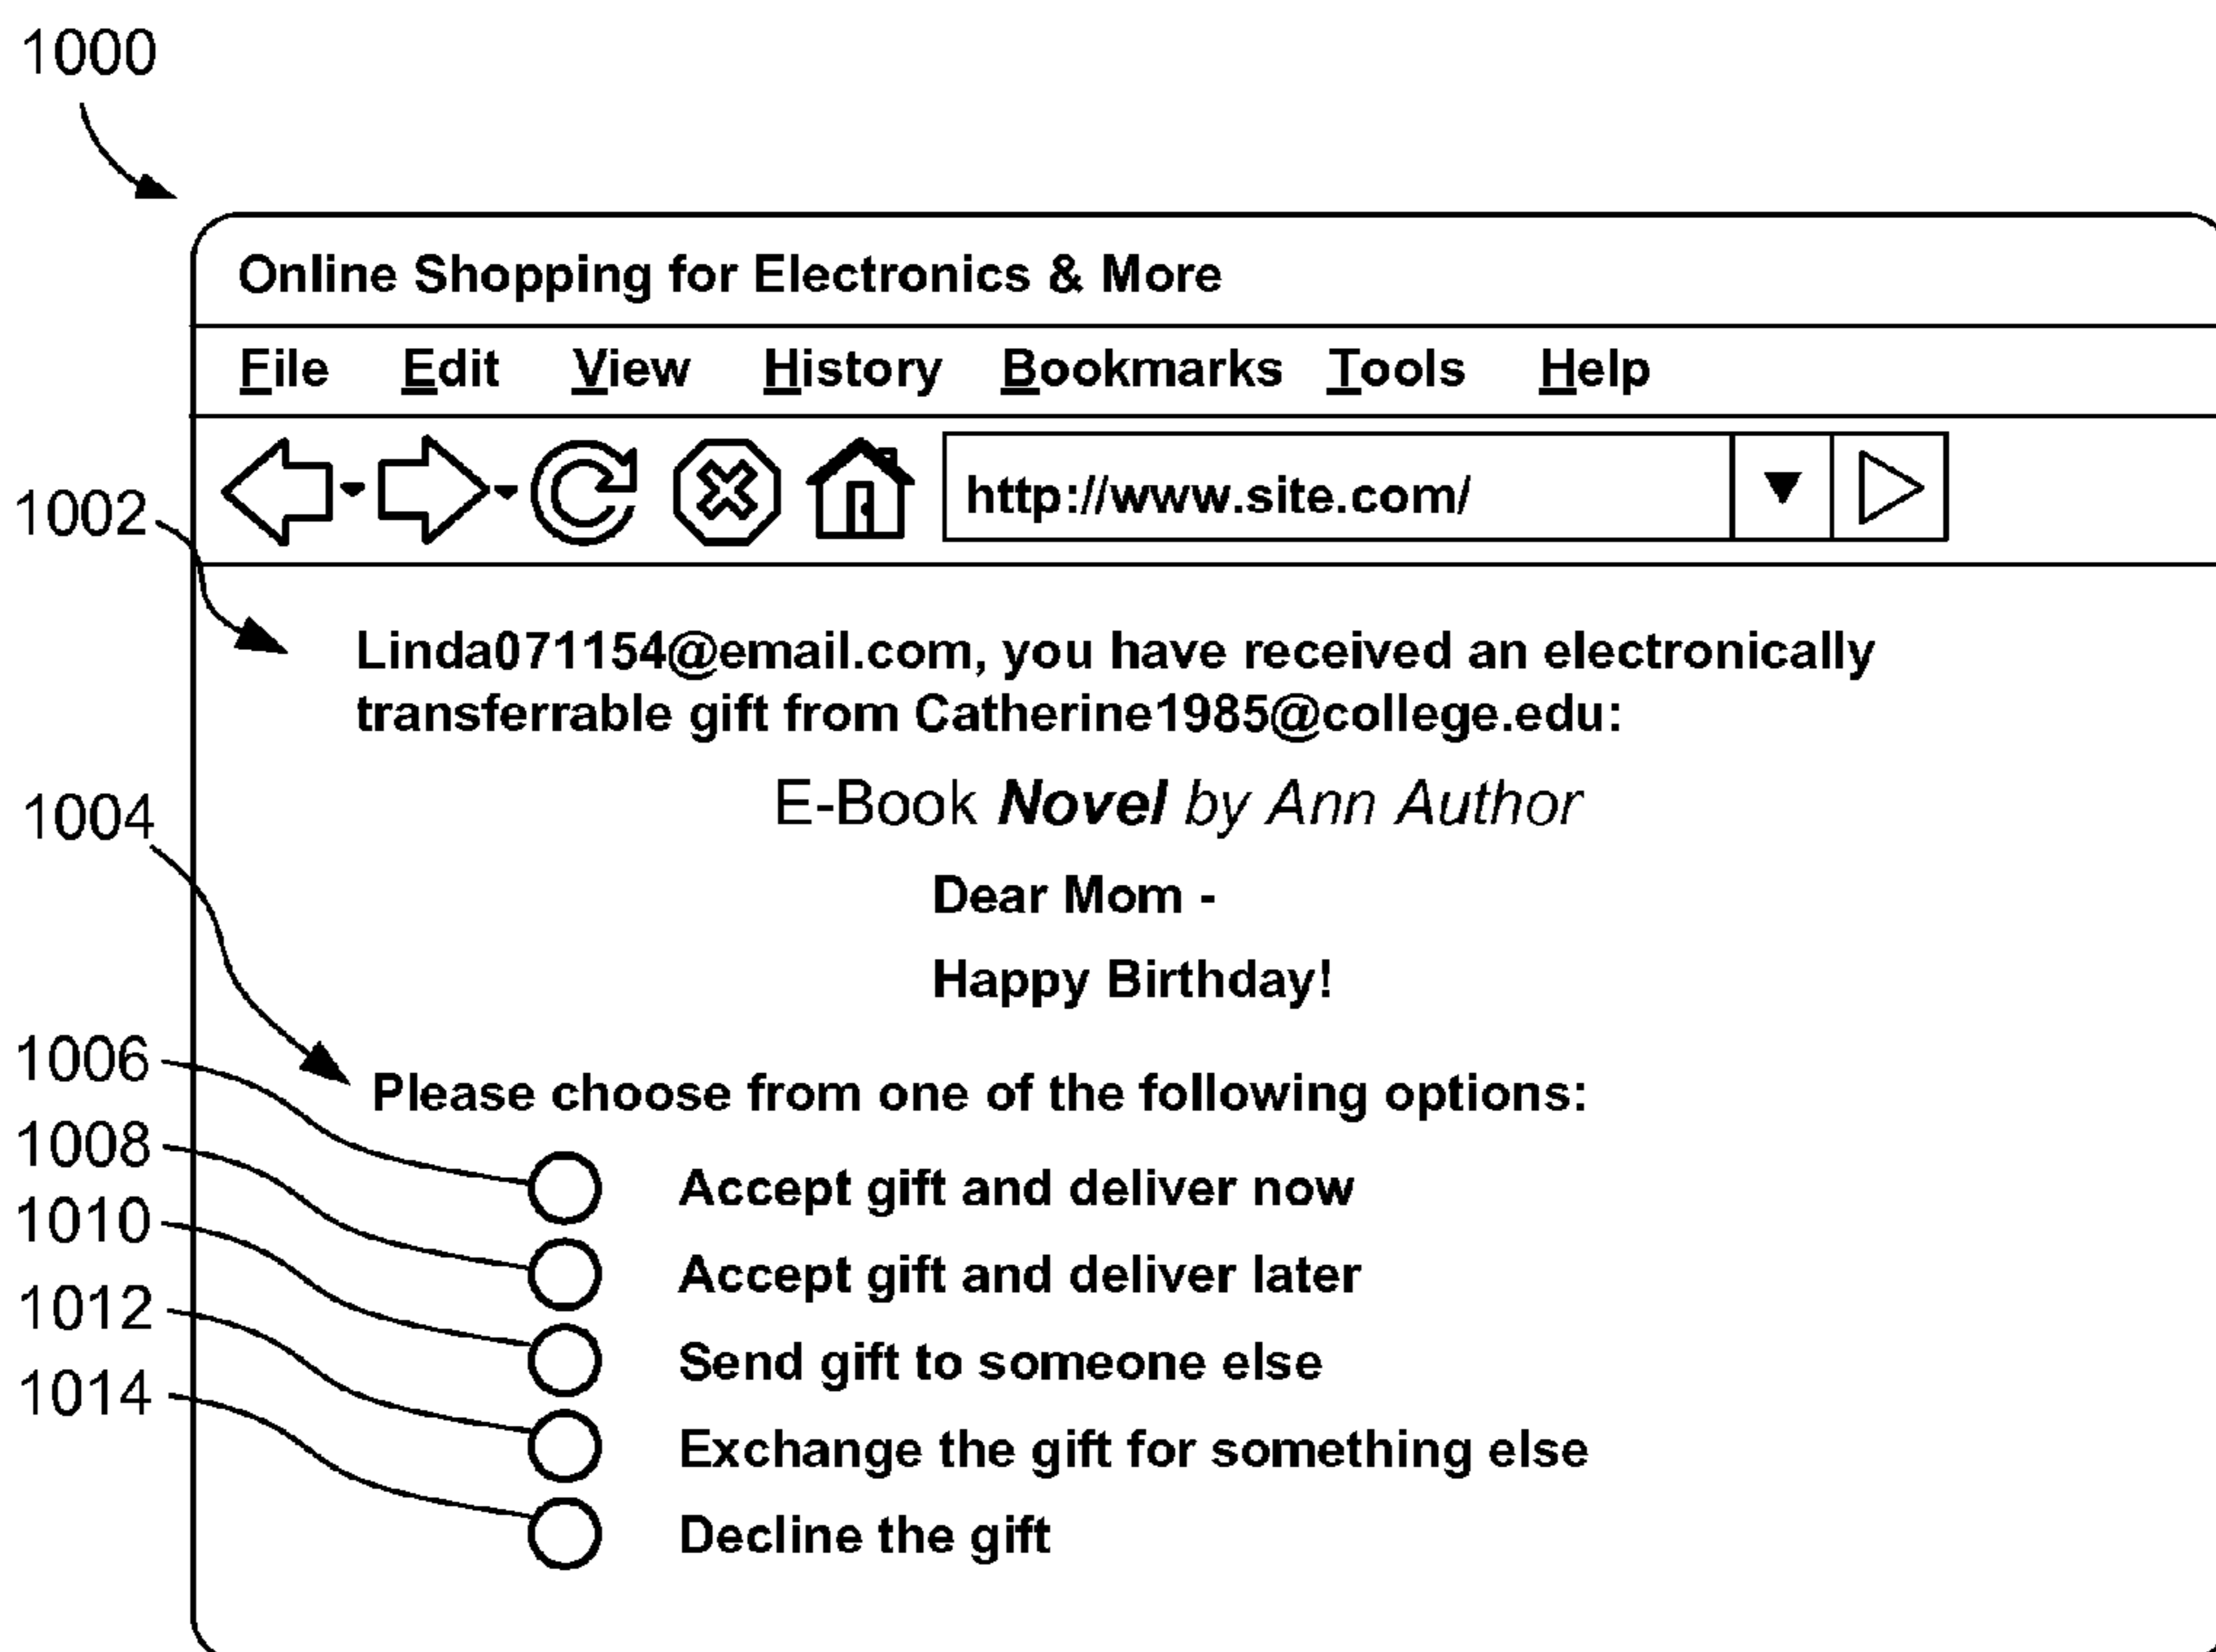 1000
Online Shopping for Electronics & More
File Edit View History Bookmarks Tools Help
http://www.site.com/
1002
Linda071154@email.com, you have received an electronically
transferrable gift from Catherine1985@college.edu:
E-Book Novel by Ann Author
1004
Dear Mom -
Happy Birthday!
1006
Please choose from one of the following options:
1008
Accept gift and deliver now
1010
Accept gift and deliver later
1012
Send gift to someone else
1014
Exchange the gift for something else
Decline the gift